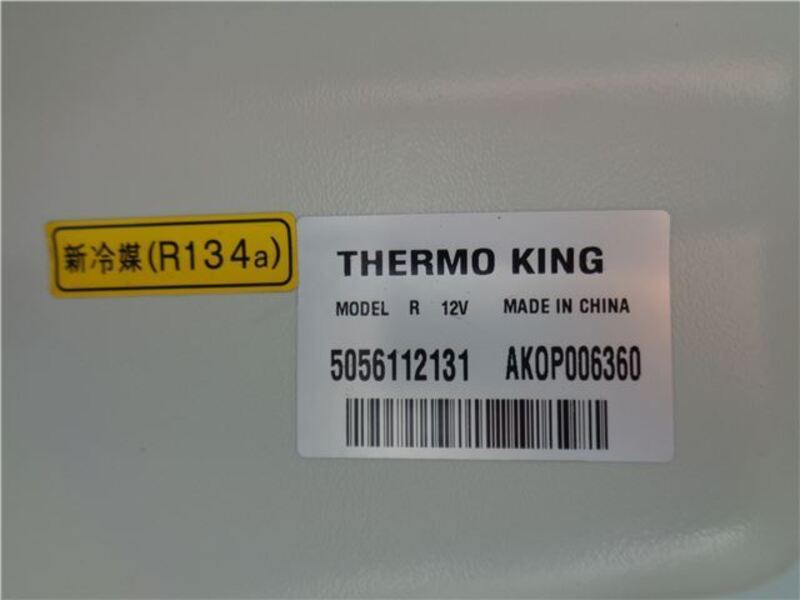 新冷媒(R134a)
THERMO KING
MODEL R 12V MADE IN CHINA
5056112131 AKOP006360